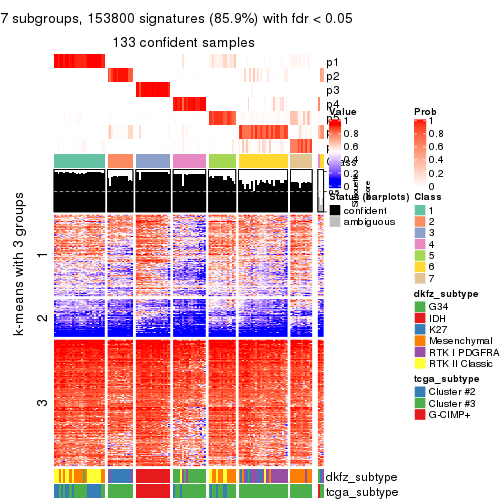 7 subgroups, 153800 signatures (85.9%) with fdr < 0.05
133 confident samples
p1
p2
p3
p4
k-means with 3 groups
1
2
3
Value
1
0.8
0.6
0.4
0.2
0
Prob
1
0.8
0.6
0.4
0.2
0
Status (barplots)
confident
ambiguous
Class
1
2
3
4
5
6
7
dkfz_subtype
G34
IDH
K27
Mesenchymal
RTK I PDGFRA
RTK II Classic
tcga_subtype
Cluster #2
Cluster #3
G-CIMP+
dkfz_subtype
tcga_subtype